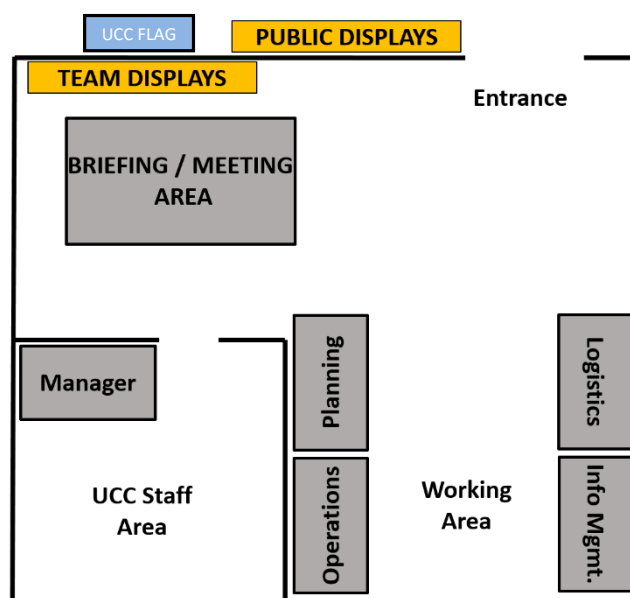 UCC FLAG
PUBLIC DISPLAYS
TEAM DISPLAYS
Entrance
BRIEFING / MEETING
AREA
Planning
Logistics
Manager
Operations
Info Mgmt.
UCC Staff
Area
Working
Area